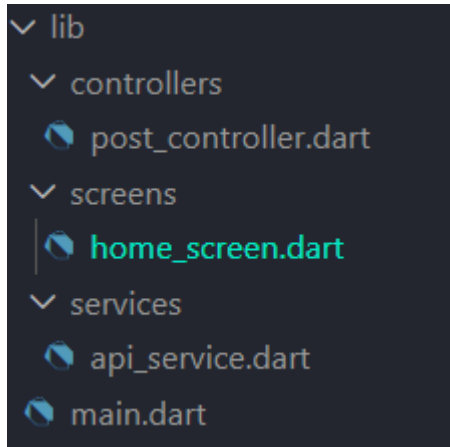 lib
controllers
post_controller.dart
screens
home_screen.dart
services
api_service.dart
main.dart